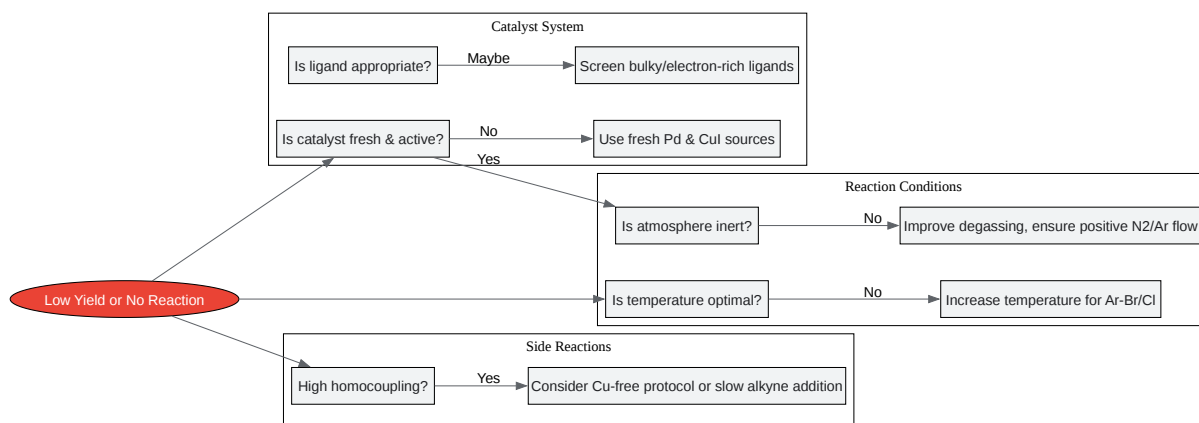 Catalyst System
Is ligand appropriate?
Maybe
Screen bulky/electron-rich ligands
Is catalyst fresh & active?
No
Use fresh Pd & CuI sources
Yes
Reaction Conditions
Is atmosphere inert?
No
Improve degassing, ensure positive N2/Ar flow
Low Yield or No Reaction
Is temperature optimal?
No
Increase temperature for Ar-Br/Cl
Side Reactions
High homocoupling?
Yes
Consider Cu-free protocol or slow alkyne addition